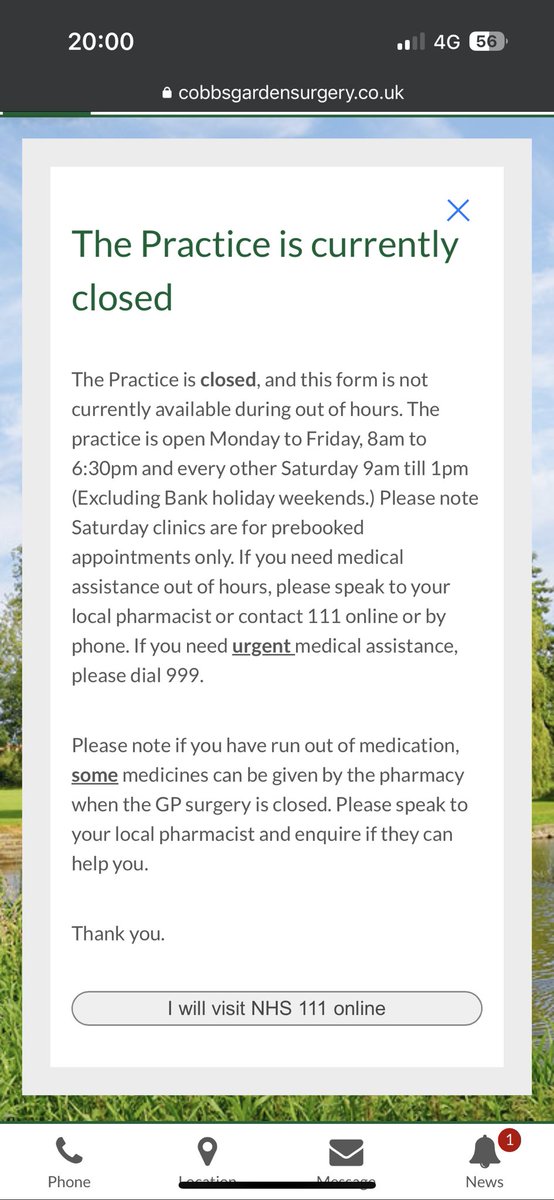 20:00
4G 56
cobbsgardensurgery.co.uk
The Practice is currently
closed
The Practice is closed, and this form is not
currently available during out of hours. The
practice is open Monday to Friday, 8am to
6:30pm and every other Saturday 9am till 1pm
(Excluding Bank holiday weekends.) Please note
Saturday clinics are for prebooked
appointments only. If you need medical
assistance out of hours, please speak to your
local pharmacist or contact 111 online or by
phone. If you need urgent medical assistance,
please dial 999.
Please note if you have run out of medication,
some medicines can be given by the pharmacy
when the GP surgery is closed. Please speak to
your local pharmacist and enquire if they can
help you.
Thank you.
I will visit NHS 111 online
1
Phone Location Message News